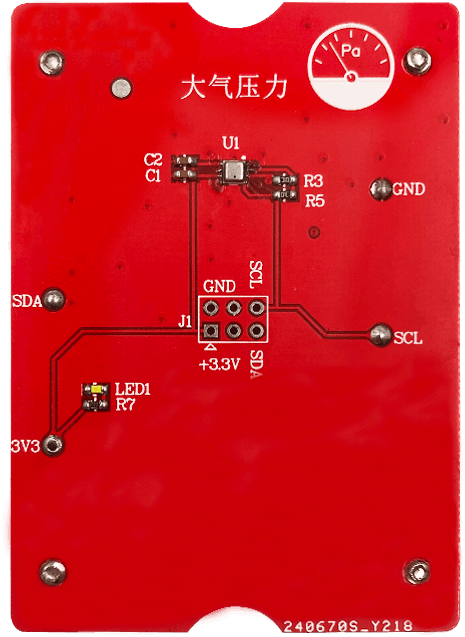 Pa
大气压力
U1
C2
C1
R3
R5
GND
SDA
GND
SCL
J1
SCL
+3.3V
SDA
LED1
R7
3V3
240670S_Y218